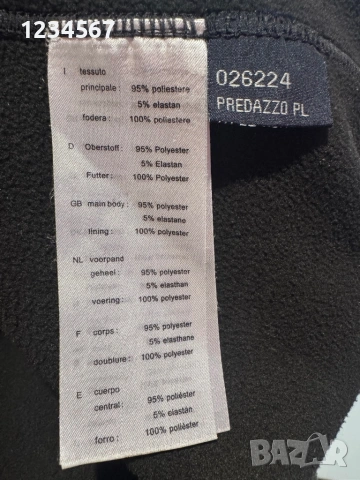 1234567
I tessuto
principale: 95% poliestere
5% elastan
fodera: 100% poliestere
D Oberstoff: 95% Polyester
5% Elastan
Futter: 100% Polyester
GB main body: 95% polyester
5% elastane
lining: 100% polyester
NL voorpand
geheel: 95% polyester
5% elasthan
voering: 100% polyester
F corps: 95% polyester
5% elasthane
doublure: 100% polyester
E cuerpo
central: 95% poliéster
5% elastán
forro: 100% poliéster
026224
PREDAZZO PL
BAZAR